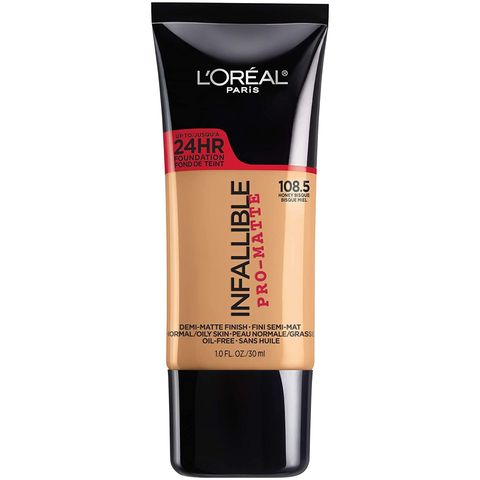 L'ORÉAL®
PARIS
UP TO/JUSQU'À
24HR
FOUNDATION
FOND DE TEINT
108.5
HONEY BISQUE
BISQUE MIEL
INFALLIBLE
PRO-MATTE
DEMI-MATTE FINISH • FINI SEMI-MAT
NORMAL/OILY SKIN • PEAU NORMALE/GRASSE
OIL-FREE • SANS HUILE
1.0 FL. OZ./30 ml